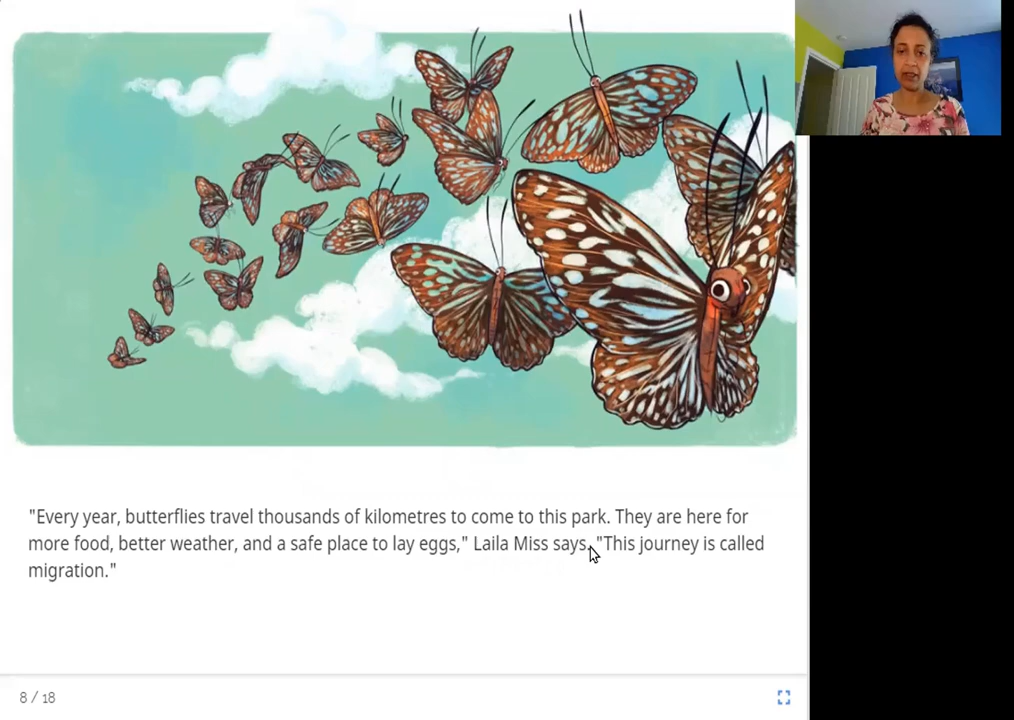 "Every year, butterflies travel thousands of kilometres to come to this park. They are here for
more food, better weather, and a safe place to lay eggs," Laila Miss says. "This journey is called
migration."
8 / 18